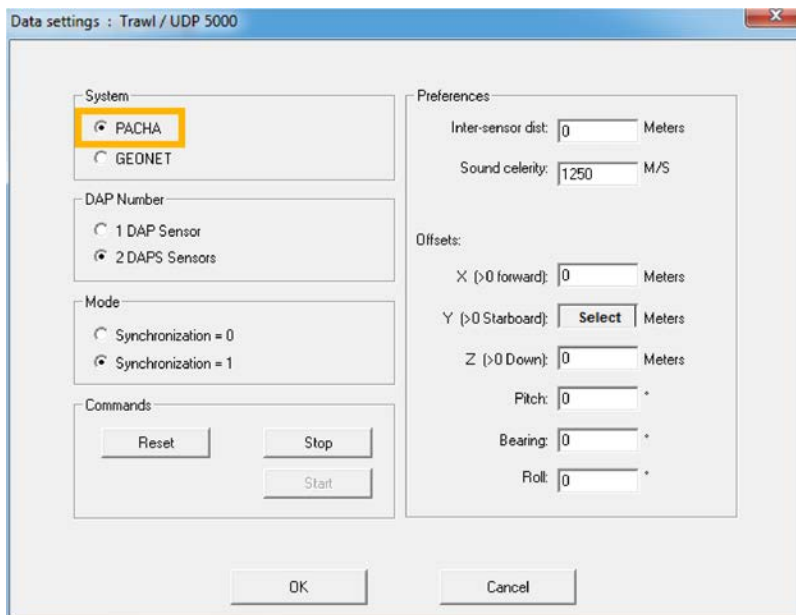 Data settings : Trawl / UDP 5000
x
System
PACHA
GEONET
DAP Number
1 DAP Sensor
2 DAPS Sensors
Mode
Synchronization = 0
Synchronization = 1
Commands
Reset
Stop
Start
Preferences
Inter-sensor dist: 0 Meters
Sound celerity: 1250 M/S
Offsets:
X (>0 forward): 0 Meters
Y (>0 Starboard): Select Meters
Z (>0 Down): 0 Meters
Pitch: 0 °
Bearing: 0 °
Roll: 0 °
OK
Cancel